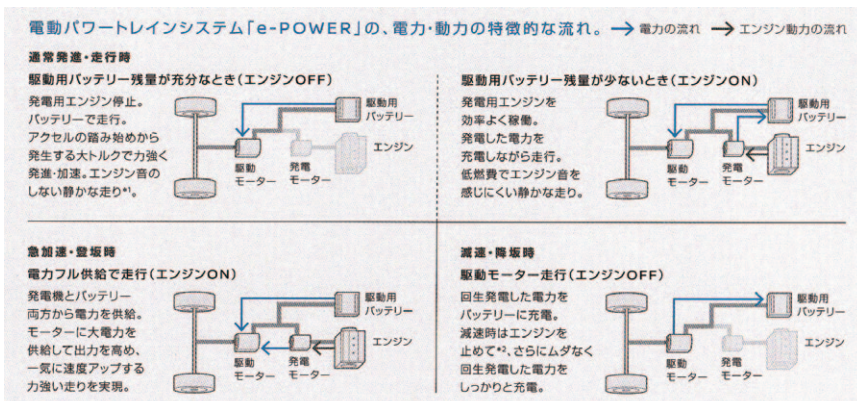 電動パワートレインシステム「e-POWER」の、電力・動力の特徴的な流れ。 → 電力の流れ → エンジン動力の流れ
通常発進・走行時
駆動用バッテリー残量が充分なとき(エンジンOFF)
発電用エンジン停止。
バッテリーで走行。
アクセルの踏み始めから
発生する大トルクで力強く
発進・加速。エンジン音の
しない静かな走り*1。
駆動用
バッテリー
エンジン
駆動
モーター
発電
モーター
駆動用バッテリー残量が少ないとき(エンジンON)
発電用エンジンを
効率よく稼働。
発電した電力を
充電しながら走行。
低燃費でエンジン音を
感じにくい静かな走り。
駆動用
バッテリー
エンジン
駆動
モーター
発電
モーター
急加速・登坂時
電力フル供給で走行(エンジンON)
発電機とバッテリー
両方から電力を供給。
モーターに大電力を
供給して出力を高め、
一気に速度アップする
力強い走りを実現。
駆動用
バッテリー
エンジン
駆動
モーター
発電
モーター
減速・降坂時
駆動モーター走行(エンジンOFF)
回生発電した電力を
バッテリーに充電。
減速時はエンジンを
止めて*2、さらにムダなく
回生発電した電力を
しっかりと充電。
駆動用
バッテリー
エンジン
駆動
モーター
発電
モーター